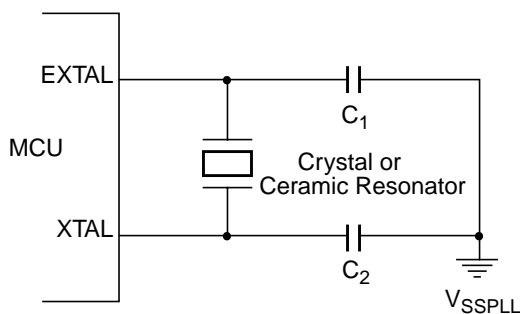 EXTAL
C1
MCU
Crystal or
Ceramic Resonator
XTAL
C2
VSSPLL